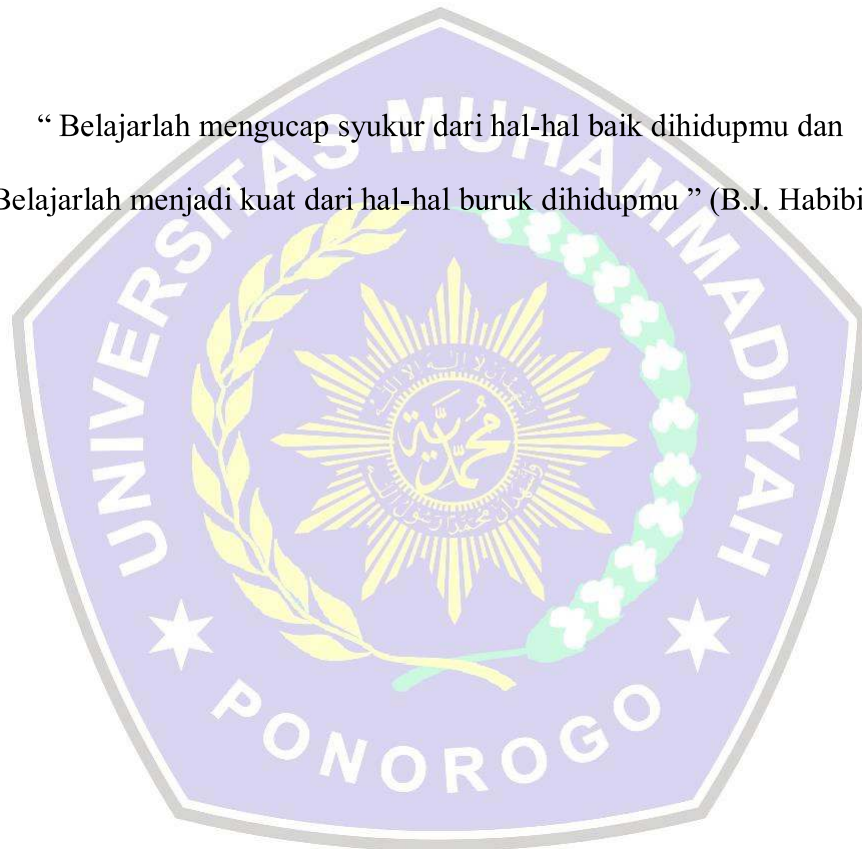 “ Belajarlah mengucap syukur dari hal-hal baik dihidupmu dan
Belajarlah menjadi kuat dari hal-hal buruk dihidupmu ” (B.J. Habibi
UNIVERSITAS MUHAMMADIYAH
محمدية
PONOROGO